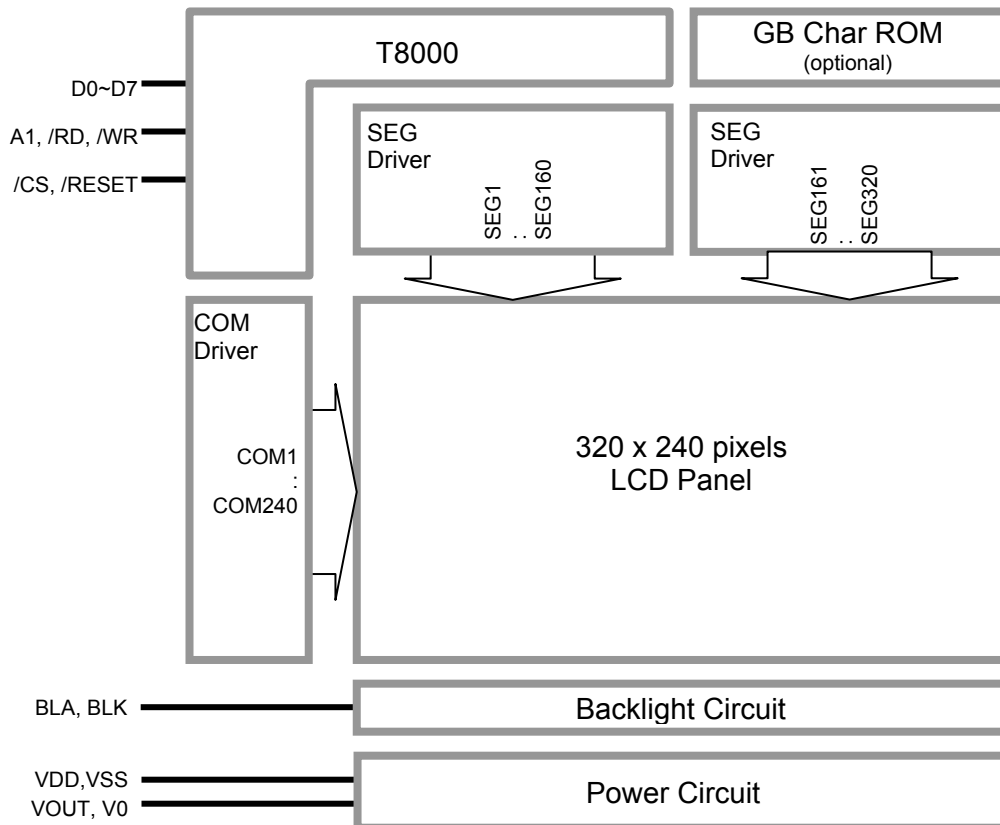 T8000
GB Char ROM
(optional)
D0~D7
A1, /RD, /WR
/CS, /RESET
SEG
Driver
SEG1
. .
SEG160
SEG
Driver
SEG161
. .
SEG320
COM
Driver
COM1
:
COM240
320 x 240 pixels
LCD Panel
BLA, BLK
Backlight Circuit
VDD,VSS
VOUT, V0
Power Circuit